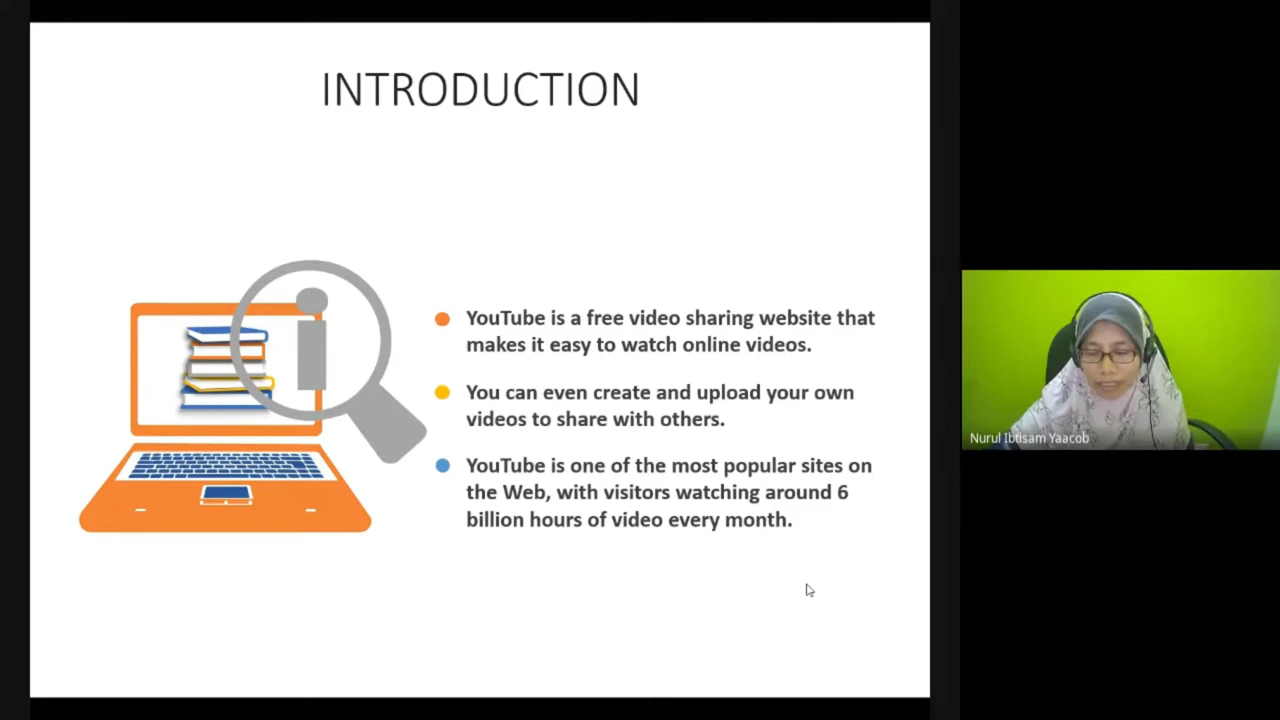 INTRODUCTION
YouTube is a free video sharing website that
makes it easy to watch online videos.
You can even create and upload your own
videos to share with others.
YouTube is one of the most popular sites on
the Web, with visitors watching around 6
billion hours of video every month.
Nurul Ibtisam Yaacob